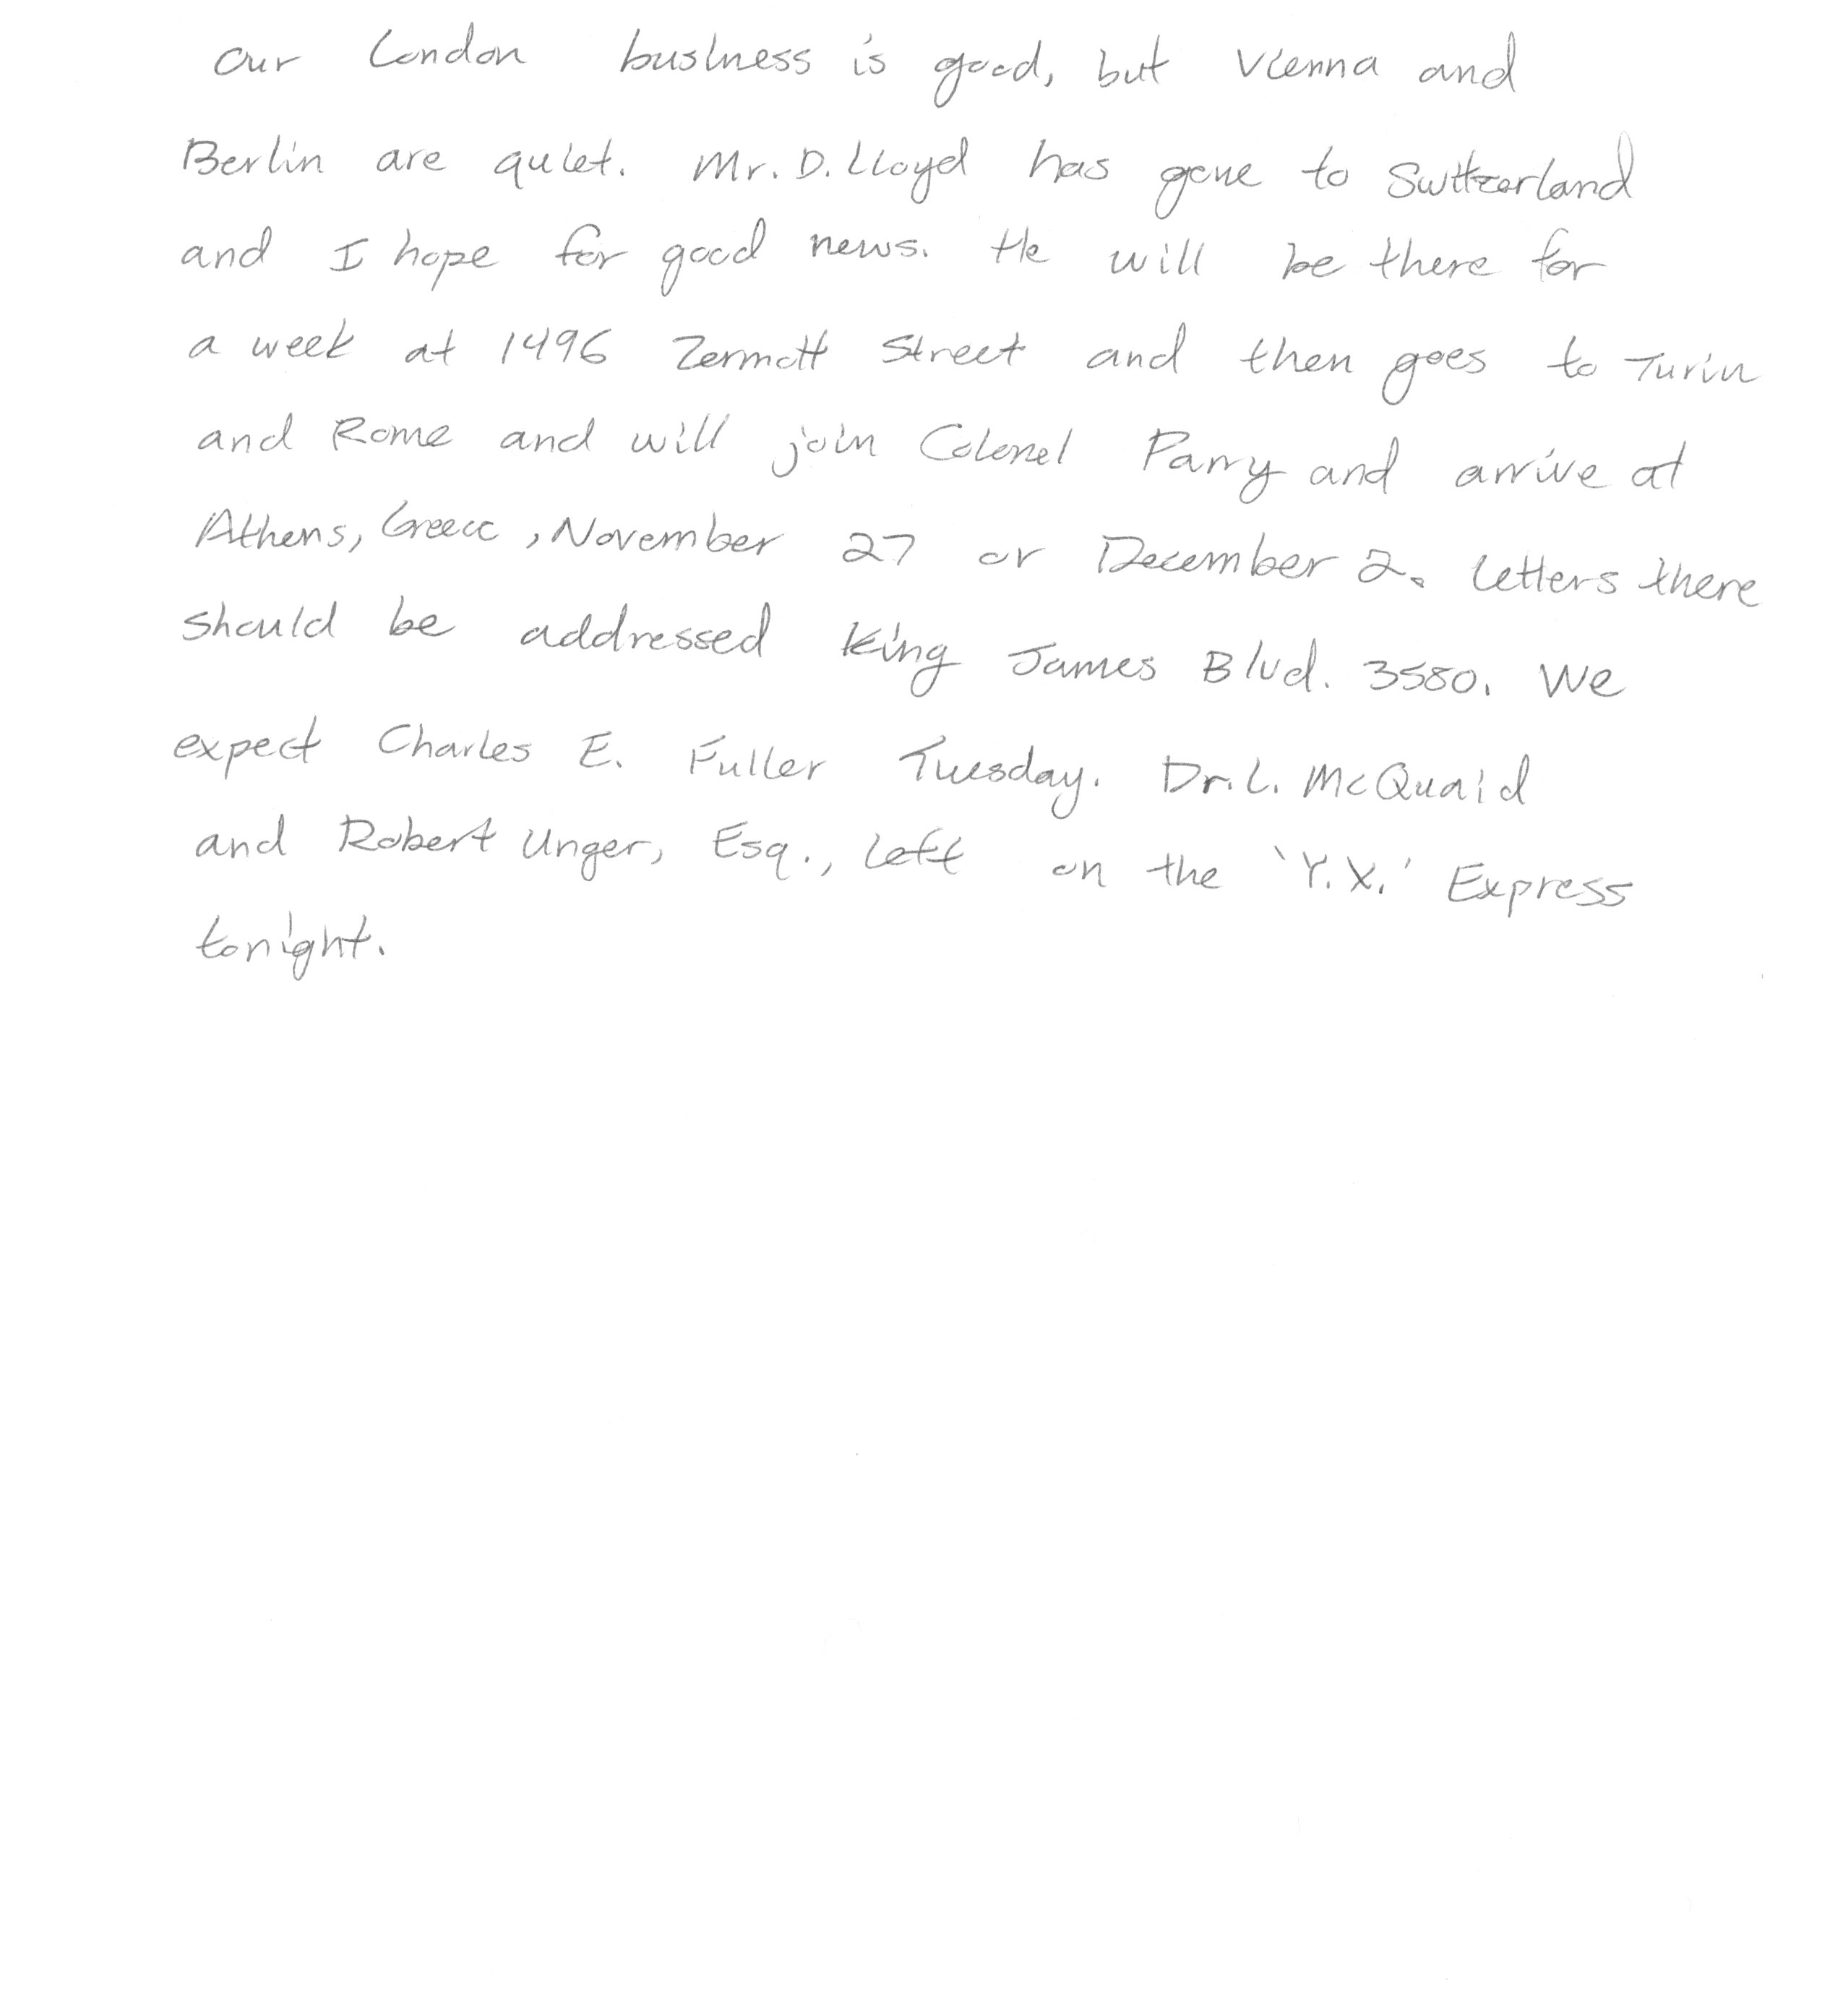 Our London business is good, but Vienna and
Berlin are quiet. Mr. D. Lloyd has gone to Switzerland
and I hope for good news. He will be there for
a week at 1496 Zermott Street and then goes to Turin
and Rome and will join Colonel Parry and arrive at
Athens, Greece, November 27 or December 2. Letters there
should be addressed King James Blvd. 3580. We
expect Charles E. Fuller Tuesday. Dr. L. McQuaid
and Robert Unger, Esq., left on the 'Y.X.' Express
tonight.